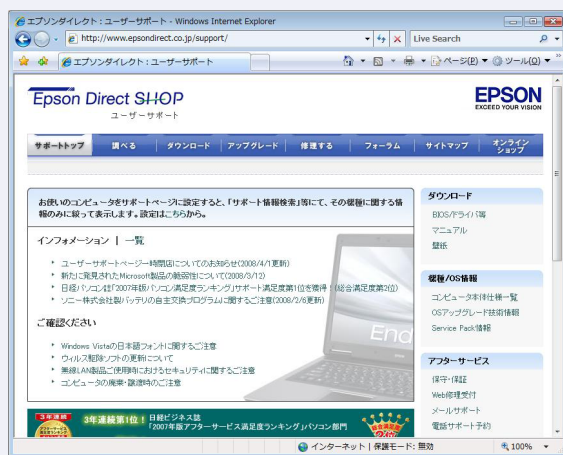 エプソンダイレクト：ユーザーサポート - Windows Internet Explorer
http://www.epsondirect.co.jp/support/
Live Search
エプソンダイレクト：ユーザーサポート
ページ(P)
ツール(O)
Epson Direct SHOP
ユーザーサポート
EPSON
EXCEED YOUR VISION
サポートトップ
調べる
ダウンロード
アップグレード
修理する
フォーラム
サイトマップ
オンライン
ショップ
お使いのコンピュータをサポートページに設定すると、「サポート情報検索」等にて、その機種に関する情
報のみに絞って表示します。設定はこちらから。
インフォメーション | 一覧
ユーザーサポートページ一時閉店についてのお知らせ(2008/4/1更新)
新たに発見されたMicrosoft製品の脆弱性について(2008/3/12)
日経パソコン誌「2007年版パソコン満足度ランキング」サポート満足度第1位を獲得！(総合満足度第2位)
ソニー株式会社製バッテリの自主交換プログラムに関するご注意(2008/2/6更新)
ご確認ください
Windows Vistaの日本語フォントに関するご注意
ウィルス駆除ソフトの更新について
無線LAN製品ご使用時におけるセキュリティに関するご注意
コンピュータの廃棄・譲渡時のご注意
End
3年連続
3年連続第1位！
日経ビジネス誌
「2007年版アフターサービス満足度ランキング」パソコン部門
ダウンロード
BIOS/ドライバ等
マニュアル
壁紙
機種/OS情報
コンピュータ本体仕様一覧
OSアップグレード技術情報
Service Pack情報
アフターサービス
保守・保証
Web修理受付
メールサポート
電話サポート予約
インターネット | 保護モード: 無効
100%